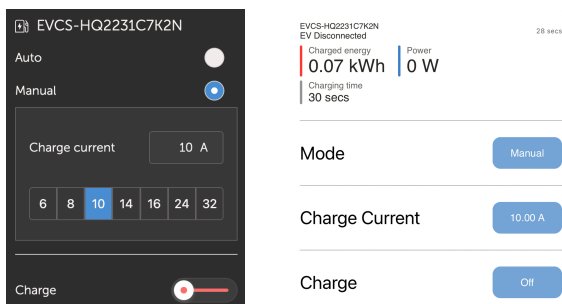 EVCS-HQ2231C7K2N
Auto
Manual
Charge current
10 A
6 8 10 14 16 24 32
Charge
EVCS-HQ2231C7K2N
EV Disconnected
28 secs
Charged energy
0.07 kWh
Power
0 W
Charging time
30 secs
Mode
Manual
Charge Current
10.00 A
Charge
Off